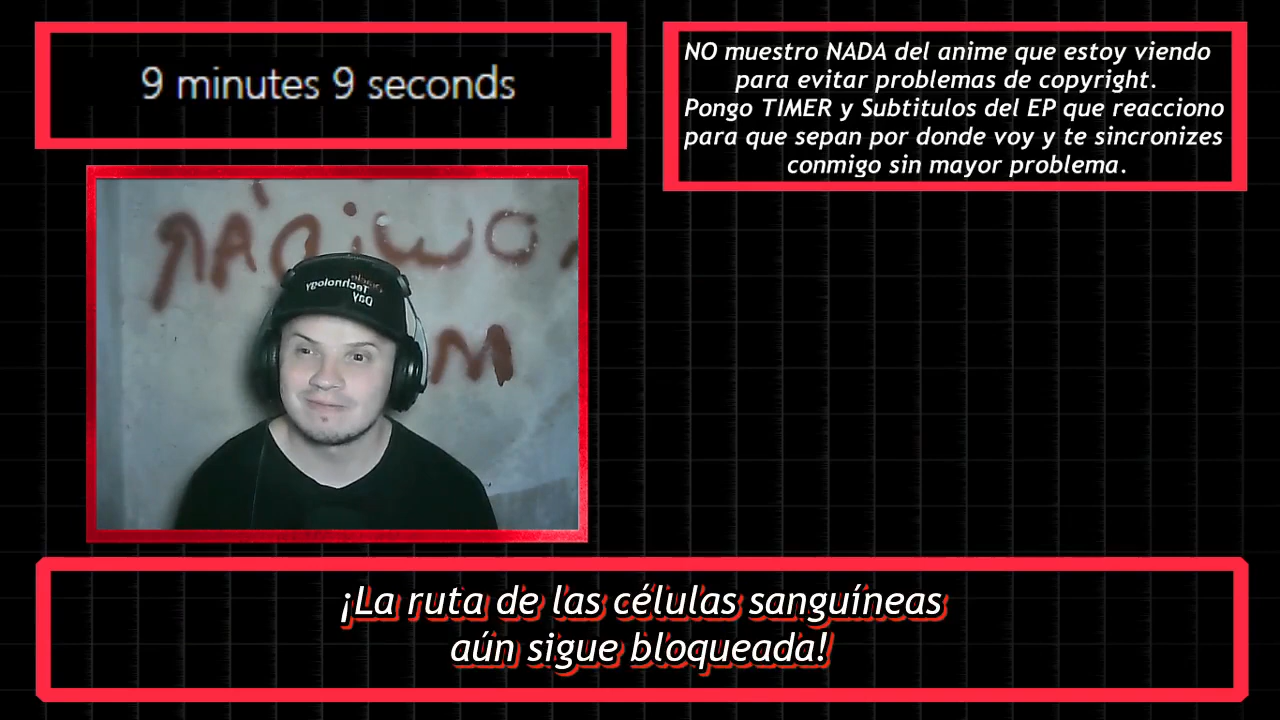 9 minutes 9 seconds
NO muestro NADA del anime que estoy viendo
para evitar problemas de copyright.
Pongo TIMER y Subtitulos del EP que reacciono
para que sepan por donde voy y te sincronizes
conmigo sin mayor problema.
Technology
Day
¡La ruta de las células sanguíneas
aún sigue bloqueada!